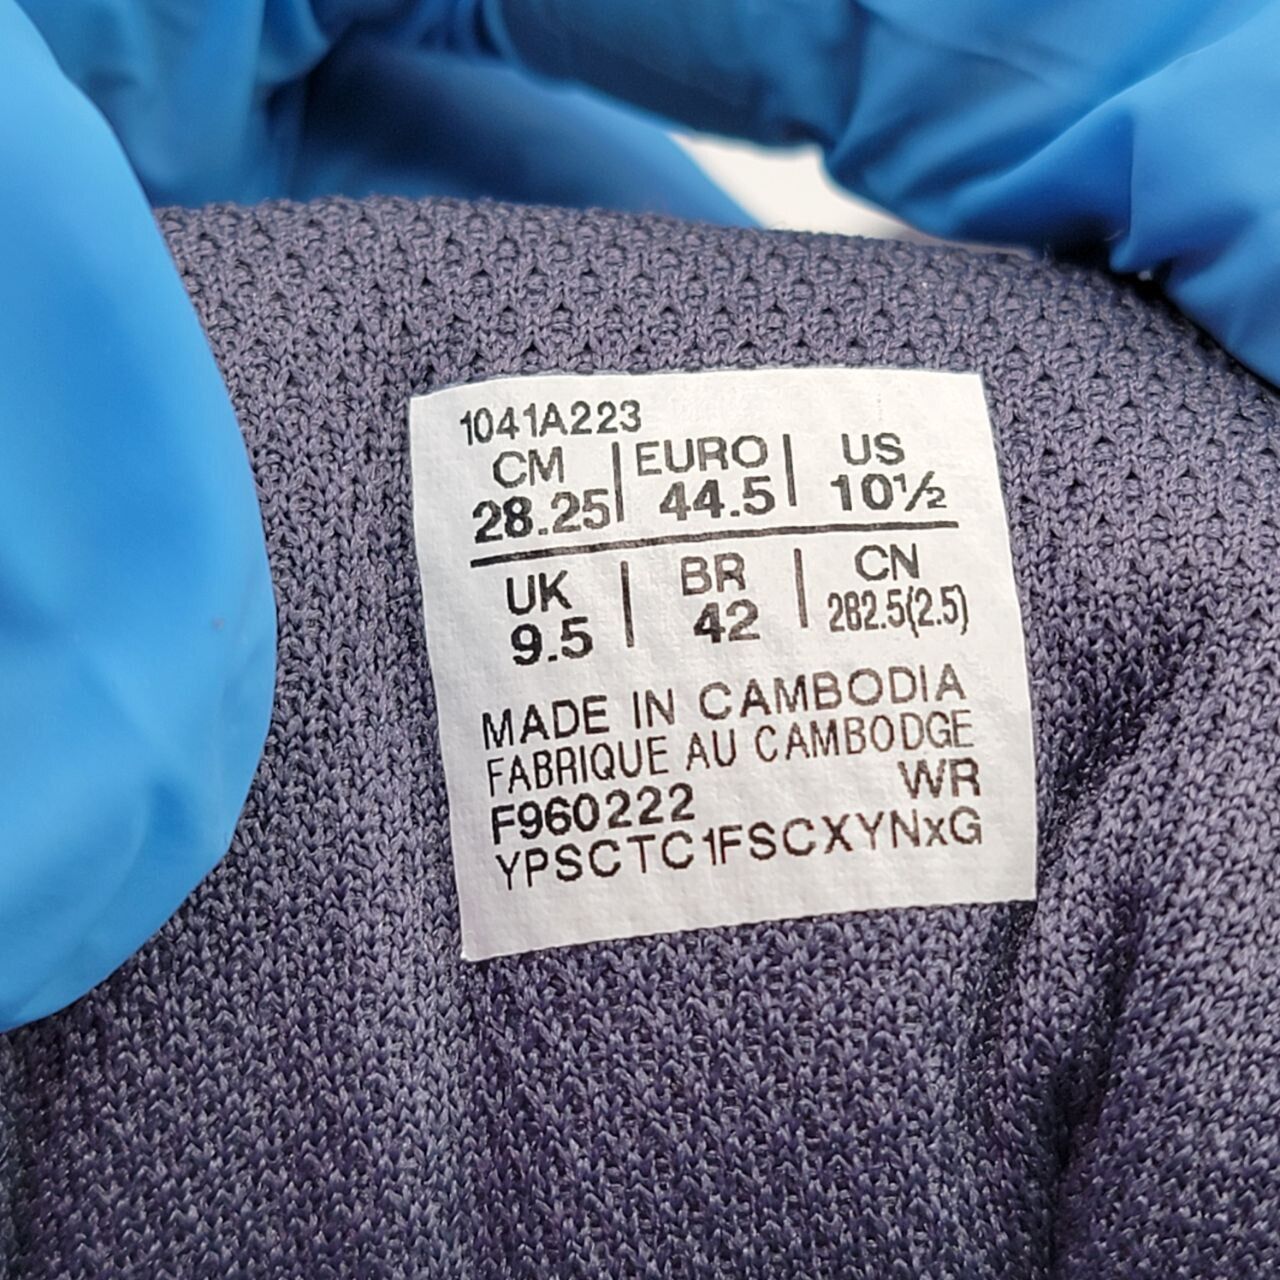 1041A223
CM | EURO | US
28.25 | 44.5 | 10½
UK | BR | CN
9.5 | 42 | 282.5(2.5)
MADE IN CAMBODIA
FABRIQUE AU CAMBODGE
F960222 WR
YPSCTC1FSCXYNxG